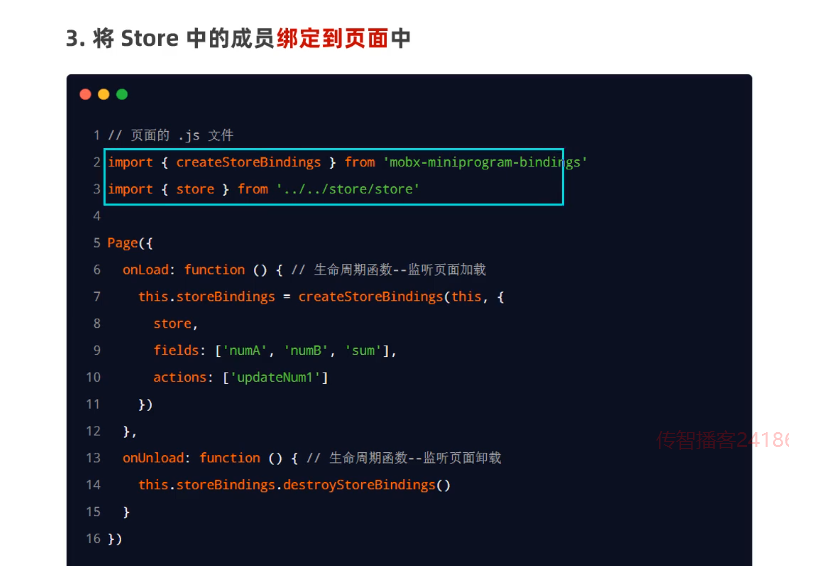 3. 将 Store 中的成员绑定到页面中
1 // 页面的 .js 文件
2 import { createStoreBindings } from 'mobx-miniprogram-bindings'
3 import { store } from '../../store/store'
4
5 Page({
6 onLoad: function () { // 生命周期函数--监听页面加载
7 this.storeBindings = createStoreBindings(this, {
8 store,
9 fields: ['numA', 'numB', 'sum'],
10 actions: ['updateNum1']
11 })
12 },
13 onUnload: function () { // 生命周期函数--监听页面卸载
14 this.storeBindings.destroyStoreBindings()
15 }
16 })
传智播客24186